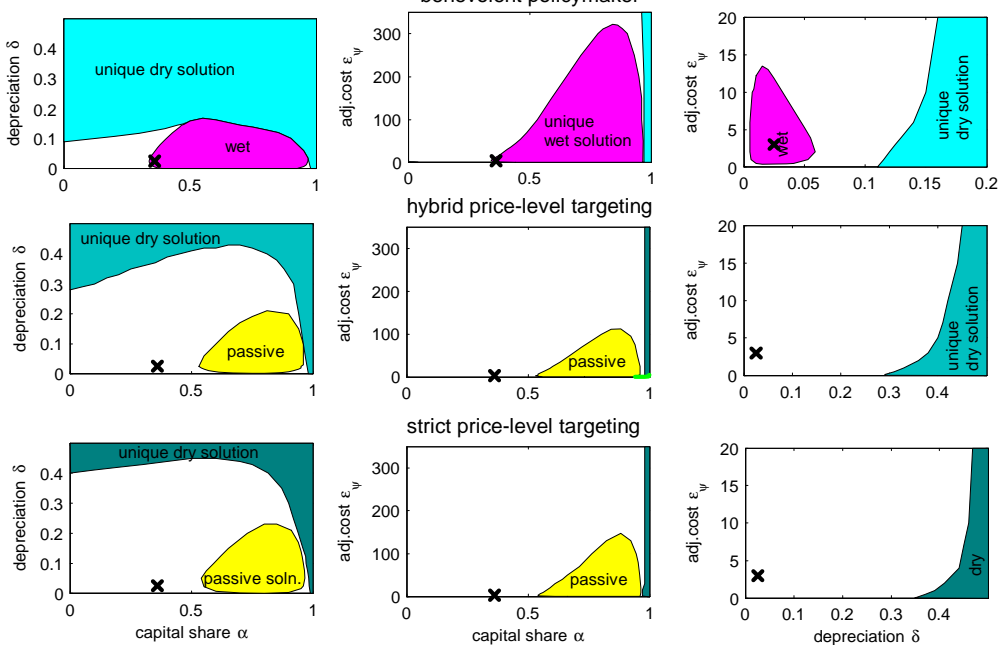 benevolent policymaker
depreciation δ
0.4
0.3
0.2
0.1
0
unique dry solution
wet
0 0.5 1
adj.cost εψ
300
200
100
0
unique
wet solution
0 0.5 1
adj.cost εψ
20
15
10
5
0
wet
unique
dry solution
0 0.05 0.1 0.15 0.2
hybrid price-level targeting
depreciation δ
0.4
0.3
0.2
0.1
0
unique dry solution
passive
0 0.5 1
adj.cost εψ
300
200
100
0
passive
0 0.5 1
adj.cost εψ
20
15
10
5
0
unique
dry solution
0 0.1 0.2 0.3 0.4
strict price-level targeting
depreciation δ
0.4
0.3
0.2
0.1
0
unique dry solution
passive soln.
0 0.5 1
capital share α
adj.cost εψ
300
200
100
0
passive
0 0.5 1
capital share α
adj.cost εψ
20
15
10
5
0
dry
0 0.1 0.2 0.3 0.4
depreciation δ